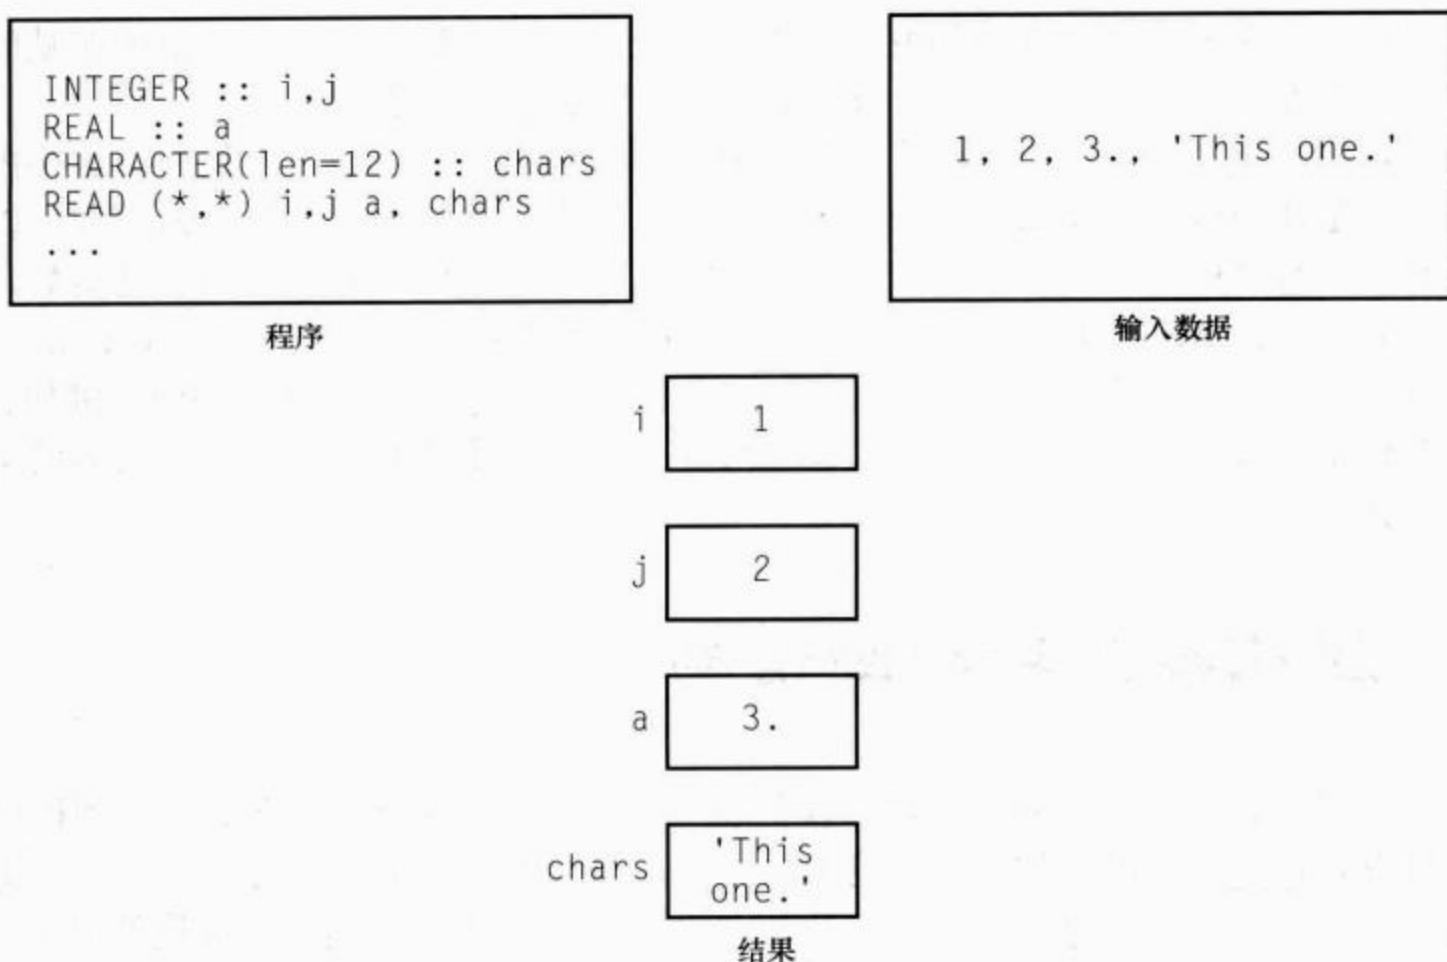 INTEGER :: i,j
REAL :: a
CHARACTER(len=12) :: chars
READ (*,*) i,j a, chars
...
程序
1, 2, 3., 'This one.'
输入数据
i 1
j 2
a 3.
chars 'This
one.'
结果